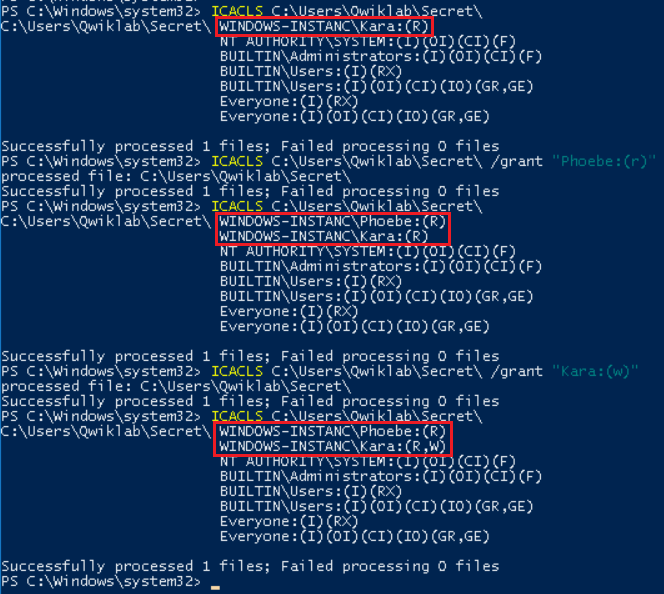 PS C:\Windows\system32> ICACLS C:\Users\Qwiklab\Secret\
C:\Users\Qwiklab\Secret\ WINDOWS-INSTANC\Kara:(R)
NT AUTHORITY\SYSTEM:(I)(OI)(CI)(F)
BUILTIN\Administrators:(I)(OI)(CI)(F)
BUILTIN\Users:(I)(RX)
BUILTIN\Users:(I)(OI)(CI)(IO)(GR,GE)
Everyone:(I)(RX)
Everyone:(I)(OI)(CI)(IO)(GR,GE)
Successfully processed 1 files; Failed processing 0 files
PS C:\Windows\system32> ICACLS C:\Users\Qwiklab\Secret\ /grant "Phoebe:(r)"
processed file: C:\Users\Qwiklab\Secret\
Successfully processed 1 files; Failed processing 0 files
PS C:\Windows\system32> ICACLS C:\Users\Qwiklab\Secret\
C:\Users\Qwiklab\Secret\ WINDOWS-INSTANC\Phoebe:(R)
WINDOWS-INSTANC\Kara:(R)
NT AUTHORITY\SYSTEM:(I)(OI)(CI)(F)
BUILTIN\Administrators:(I)(OI)(CI)(F)
BUILTIN\Users:(I)(RX)
BUILTIN\Users:(I)(OI)(CI)(IO)(GR,GE)
Everyone:(I)(RX)
Everyone:(I)(OI)(CI)(IO)(GR,GE)
Successfully processed 1 files; Failed processing 0 files
PS C:\Windows\system32> ICACLS C:\Users\Qwiklab\Secret\ /grant "Kara:(w)"
processed file: C:\Users\Qwiklab\Secret\
Successfully processed 1 files; Failed processing 0 files
PS C:\Windows\system32> ICACLS C:\Users\Qwiklab\Secret\
C:\Users\Qwiklab\Secret\ WINDOWS-INSTANC\Phoebe:(R)
WINDOWS-INSTANC\Kara:(R,W)
NT AUTHORITY\SYSTEM:(I)(OI)(CI)(F)
BUILTIN\Administrators:(I)(OI)(CI)(F)
BUILTIN\Users:(I)(RX)
BUILTIN\Users:(I)(OI)(CI)(IO)(GR,GE)
Everyone:(I)(RX)
Everyone:(I)(OI)(CI)(IO)(GR,GE)
Successfully processed 1 files; Failed processing 0 files
PS C:\Windows\system32>